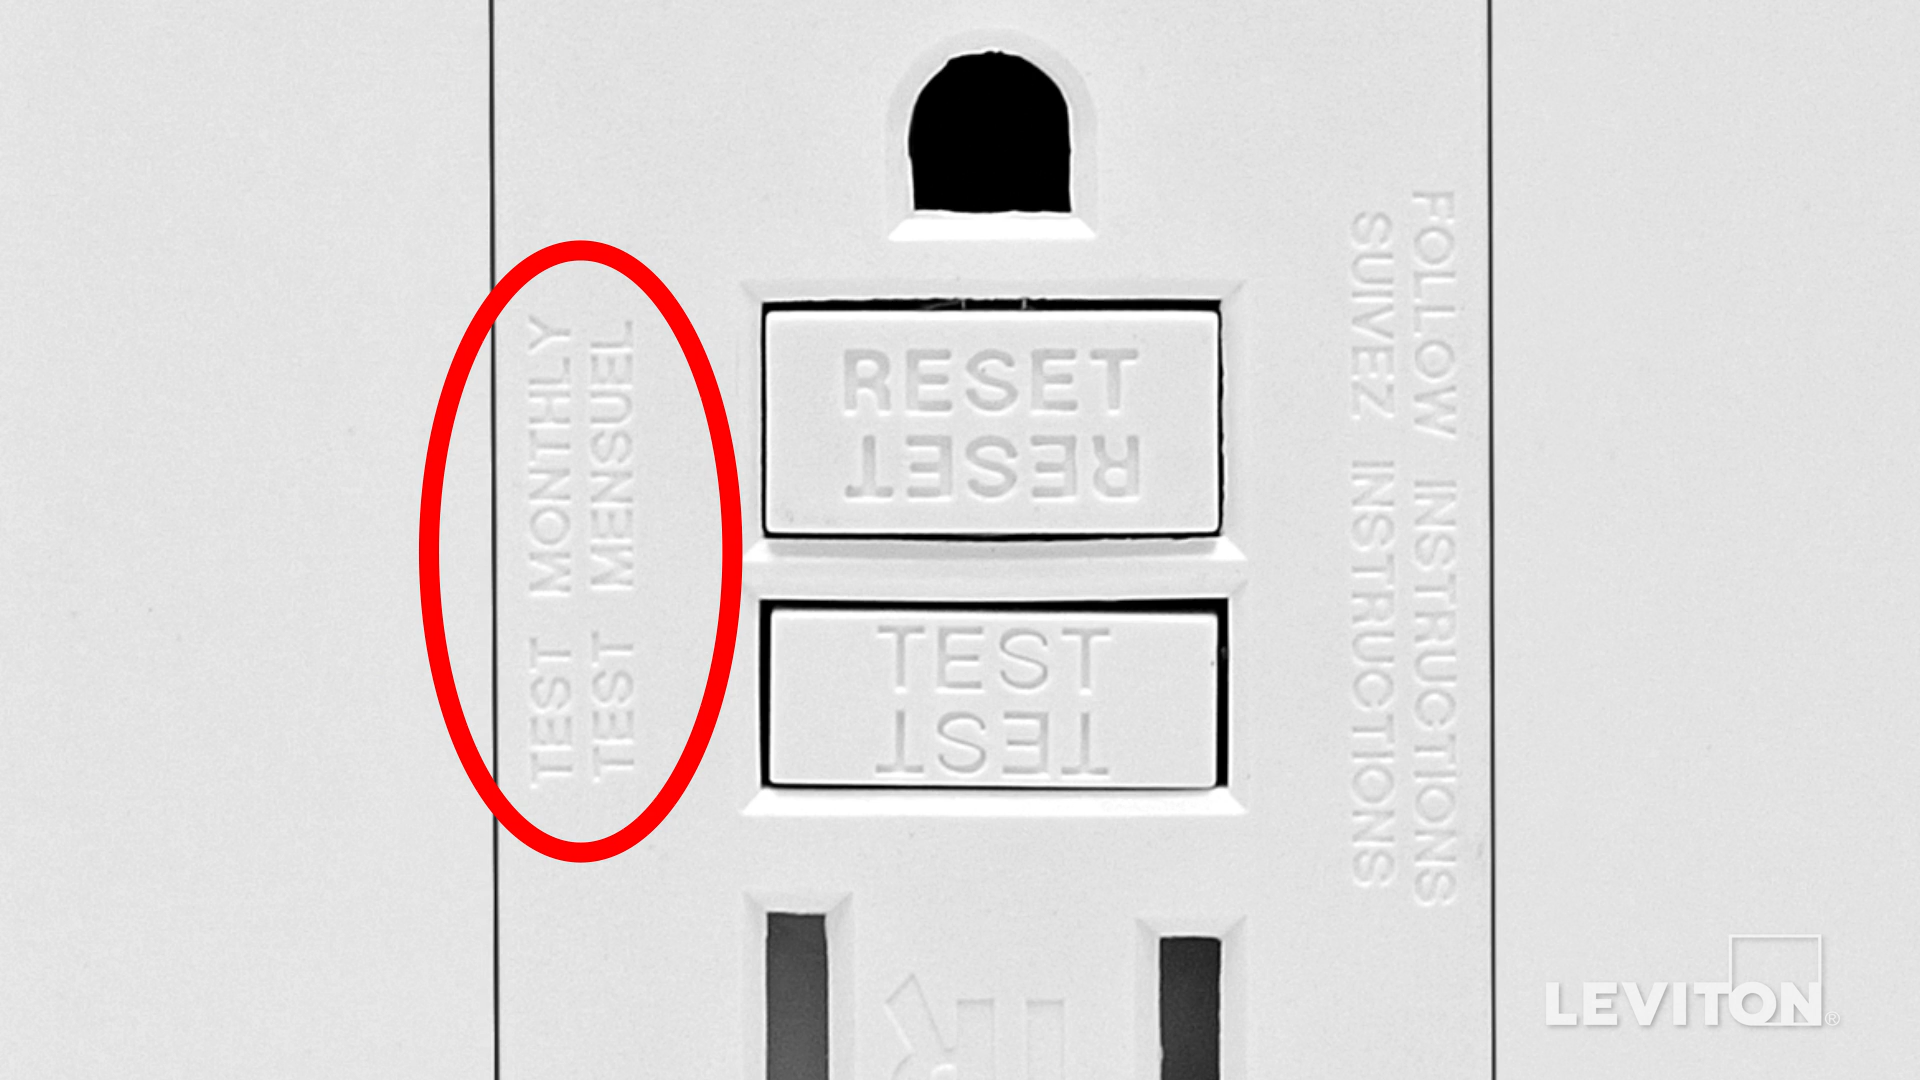 TEST MONTHLY
TEST MENSUEL
RESET
RESET
TEST
TEST
FOLLOW INSTRUCTIONS
SUIVEZ INSTRUCTIONS
LEVITON®